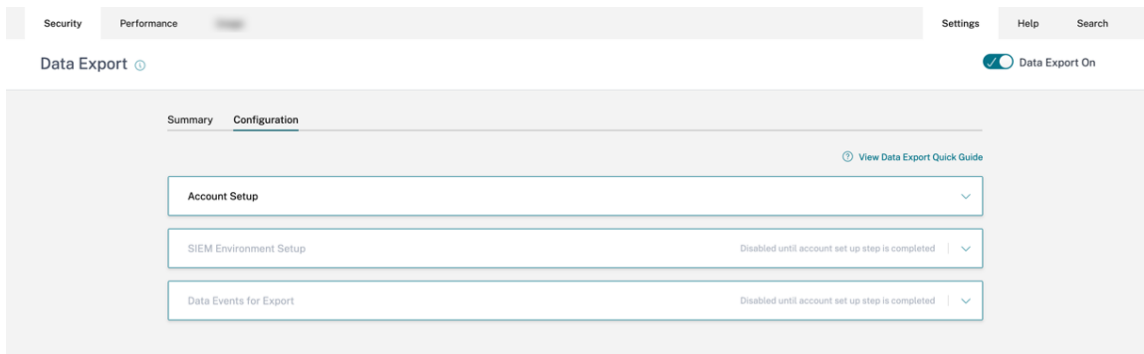 Security Performance Settings Help Search
Data Export Data Export On
Summary Configuration
View Data Export Quick Guide
Account Setup
SIEM Environment Setup Disabled until account set up step is completed
Data Events for Export Disabled until account set up step is completed